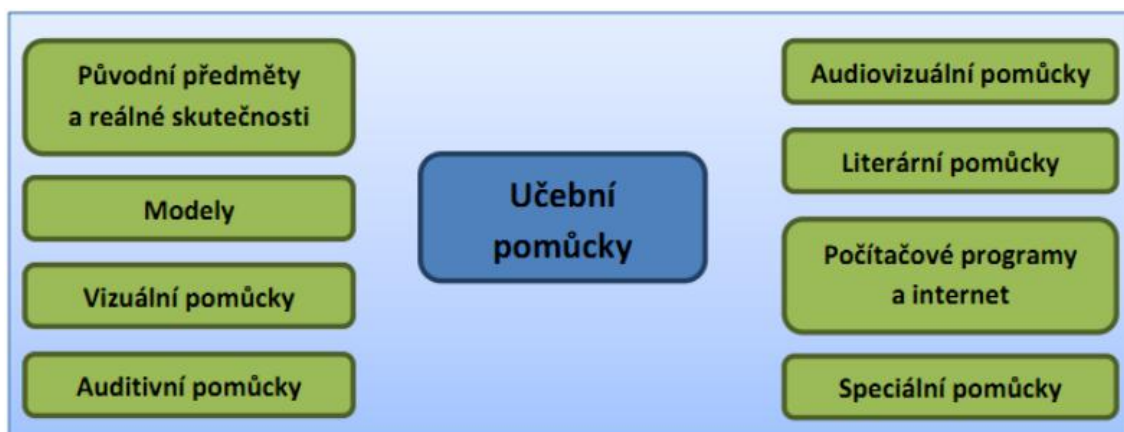 Původní předměty
a reálné skutečnosti
Modely
Vizuální pomůcky
Auditivní pomůcky
Učební
pomůcky
Audiovizuální pomůcky
Literární pomůcky
Počítačové programy
a internet
Speciální pomůcky